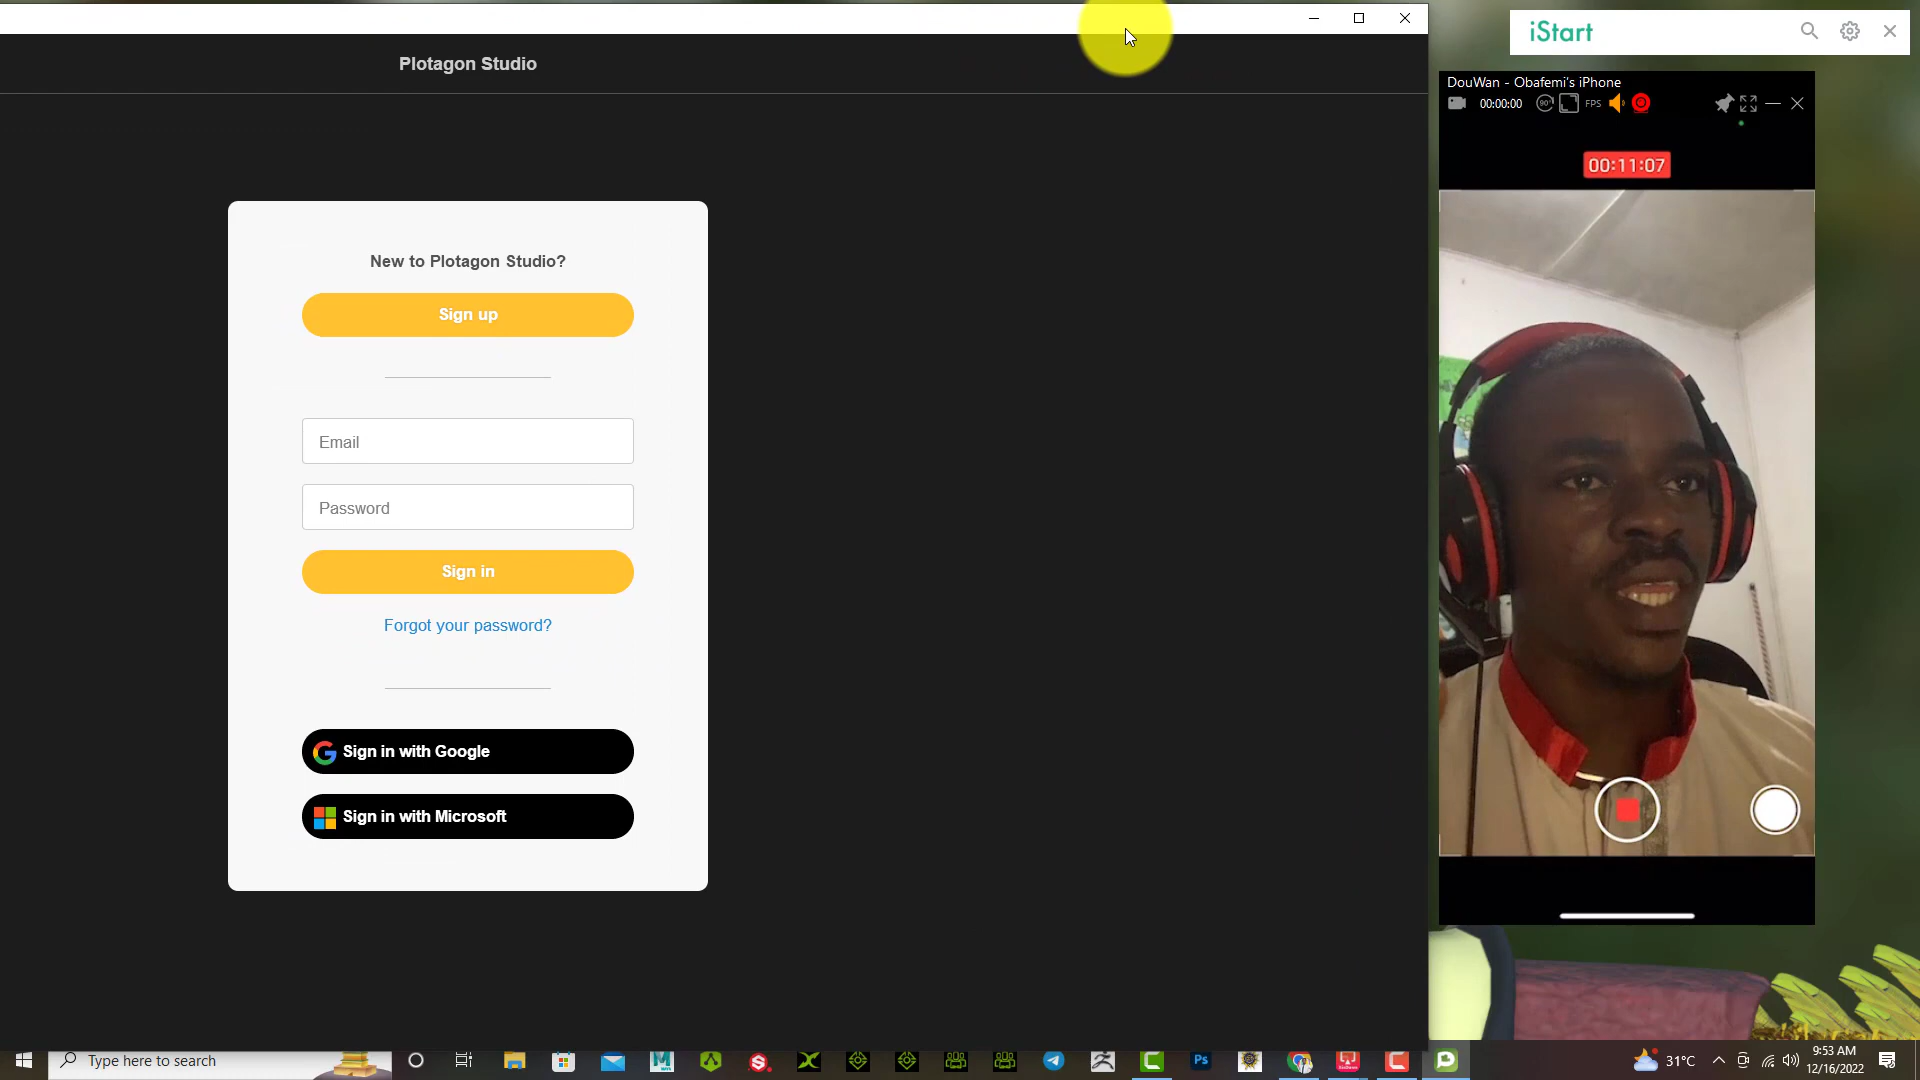 Plotagon Studio
New to Plotagon Studio?
Sign up
Email
Password
Sign in
Forgot your password?
Sign in with Google
Sign in with Microsoft
iStart
DouWan - Obafemi's iPhone
00:00:00
90°
FPS
00:11:07
Type here to search
Ps
31°C
9:53 AM
12/16/2022